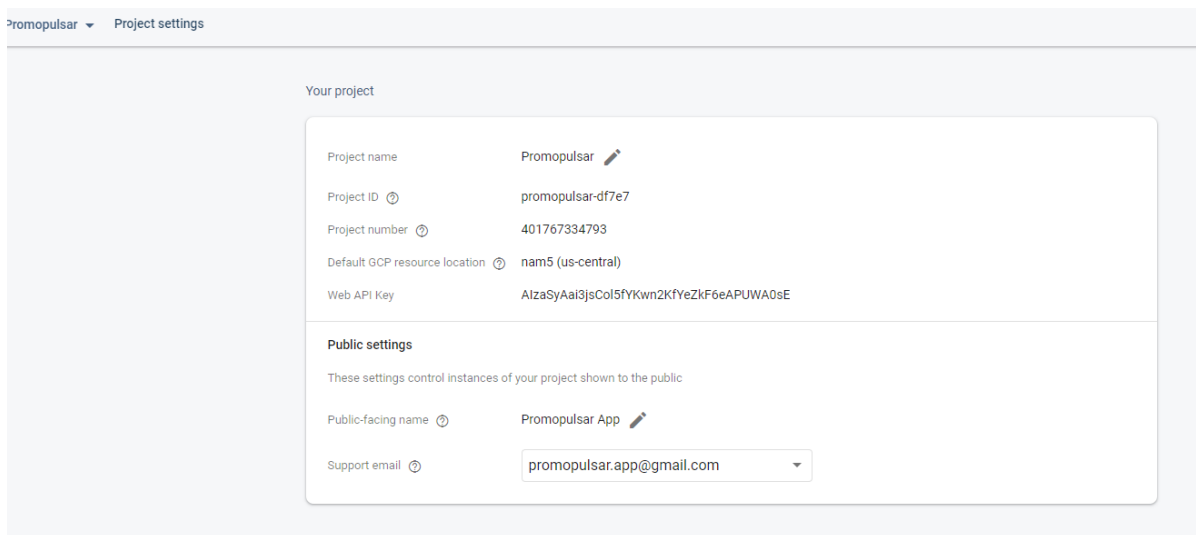 Promopulsar Project settings
Your project
Project name Promopulsar
Project ID promopulsar-df7e7
Project number 401767334793
Default GCP resource location nam5 (us-central)
Web API Key AIzaSyAai3jsCol5fYKwn2KfYeZkF6eAPUWA0sE
Public settings
These settings control instances of your project shown to the public
Public-facing name Promopulsar App
Support email promopulsar.app@gmail.com